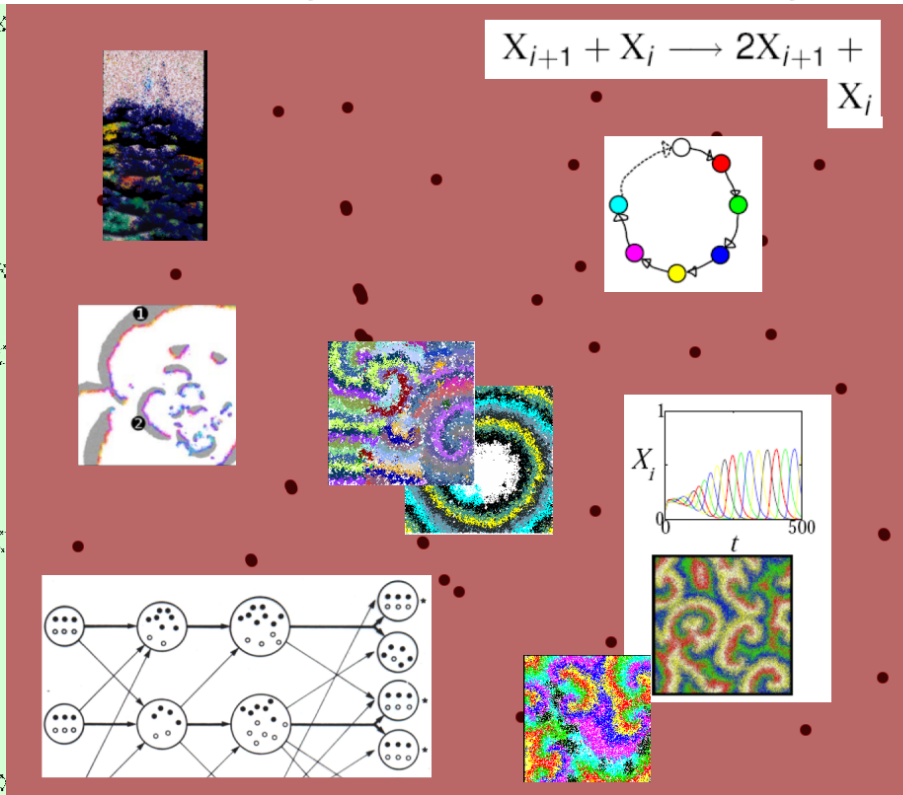 X_{i+1} + X_i ⟶ 2X_{i+1} +
X_i
1
2
1
X_i
0
0
500
t
*
*
*